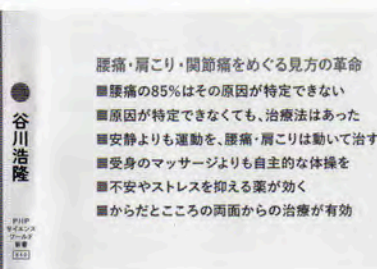 腰痛・肩こり・関節痛をめぐる見方の革命
■腰痛の85%はその原因が特定できない
■原因が特定できなくても、治療法はあった
■安静よりも運動を、腰痛・肩こりは動いて治す
■受身のマッサージよりも自主的な体操を
■不安やストレスを抑える薬が効く
■からだとこころの両面からの治療が有効
谷川浩隆
PHP
サイエンス
ワールド
新書